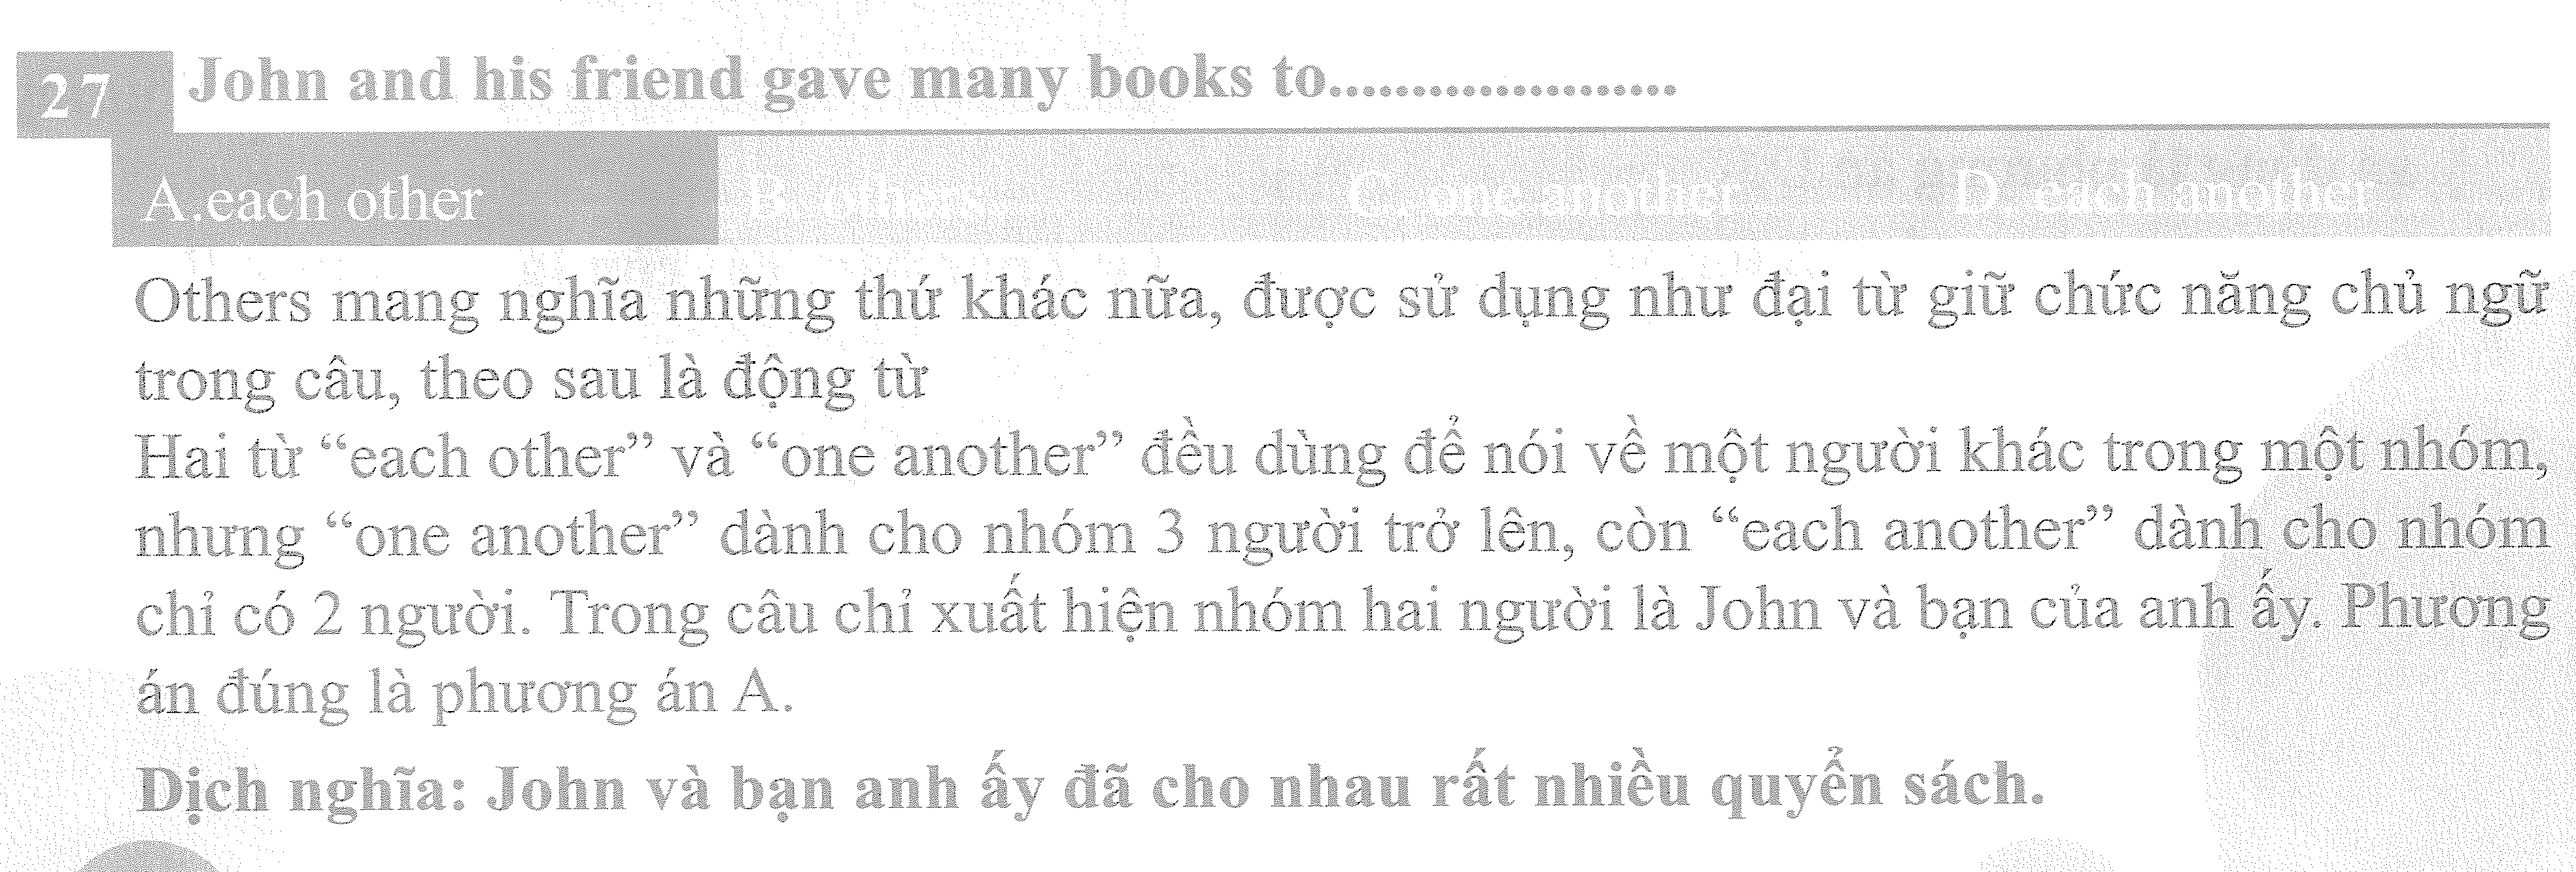 27 John and his friend gave many books to....................
A.each other B. others C. one another D. each another
Others mang nghĩa những thứ khác nữa, được sử dụng như đại từ giữ chức năng chủ ngữ
trong câu, theo sau là động từ
Hai từ “each other” và “one another” đều dùng để nói về một người khác trong một nhóm,
nhưng “one another” dành cho nhóm 3 người trở lên, còn “each another” dành cho nhóm
chỉ có 2 người. Trong câu chỉ xuất hiện nhóm hai người là John và bạn của anh ấy. Phương
án đúng là phương án A.
Dịch nghĩa: John và bạn anh ấy đã cho nhau rất nhiều quyển sách.